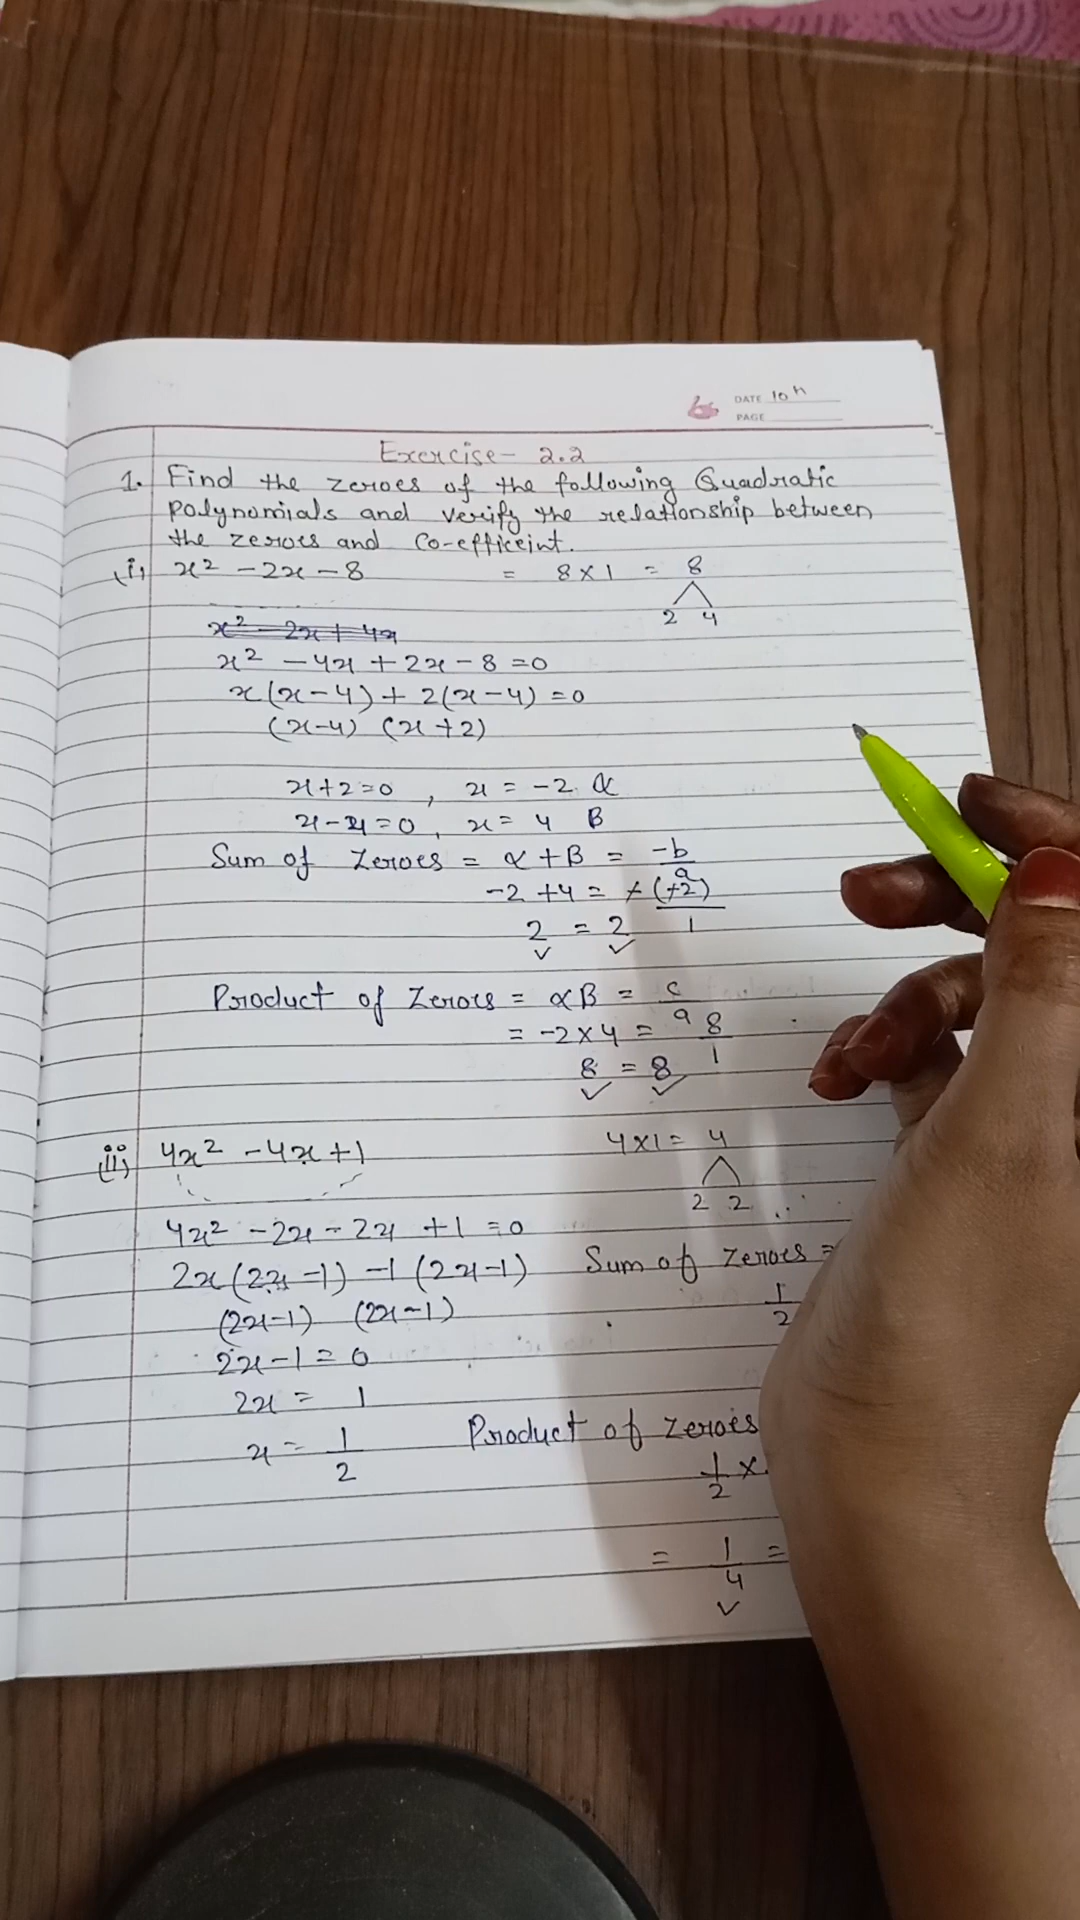 DATE 10th
PAGE
Exercise- 2.2
1. Find the zeroes of the following Quadratic
polynomials and verify the relationship between
the zeroes and Co-efficeint.
(i) x² - 2x - 8 = 8 × 1 = 8
2 4
x² - 2x + 4x
x² - 4x + 2x - 8 = 0
x(x-4) + 2(x-4) = 0
(x-4) (x+2)
x+2=0 , x = -2 α
x-4=0, x = 4 β
Sum of Zeroes = α + β = -b/a
-2 + 4 = -(-2)/1
2 = 2
Product of Zeroes = αβ = c/a
= -2 × 4 = 8/1
8 = 8
(ii) 4x² - 4x + 1 4×1 = 4
2 2
4x² - 2x - 2x + 1 = 0
2x(2x-1) -1 (2x-1) Sum of zeroes =
(2x-1) (2x-1) 1/2
2x-1 = 0
2x = 1
x = 1/2 Product of zeroes
1/2 ×
= 1/4 =